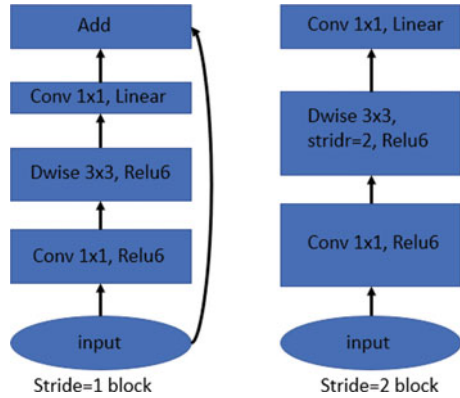 Add
Conv 1x1, Linear
Dwise 3x3, Relu6
Conv 1x1, Relu6
input
Stride=1 block
Conv 1x1, Linear
Dwise 3x3,
stridr=2, Relu6
Conv 1x1, Relu6
input
Stride=2 block